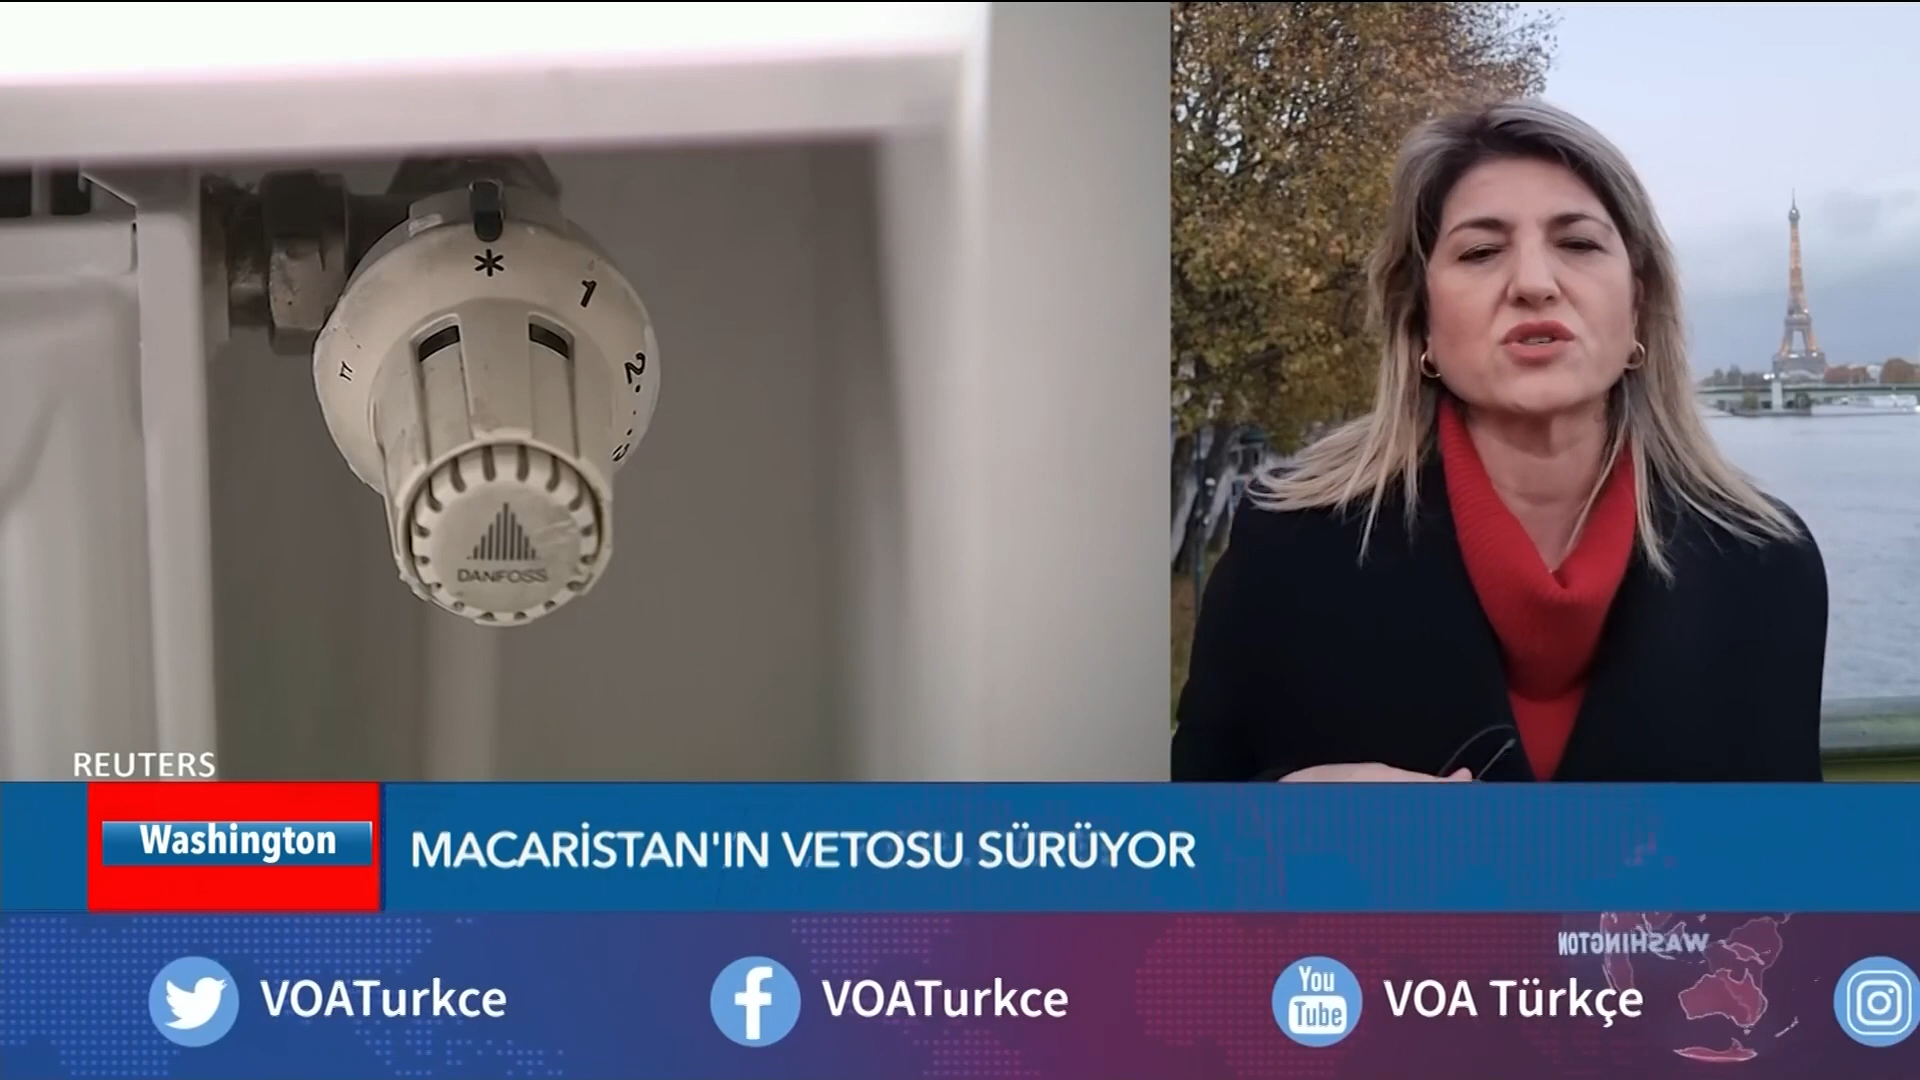 *
1
2
DANFOSS
REUTERS
Washington
MACARİSTAN'IN VETOSU SÜRÜYOR
WASHINGTON
VOATurkce
VOATurkce
You
Tube
VOA Türkçe